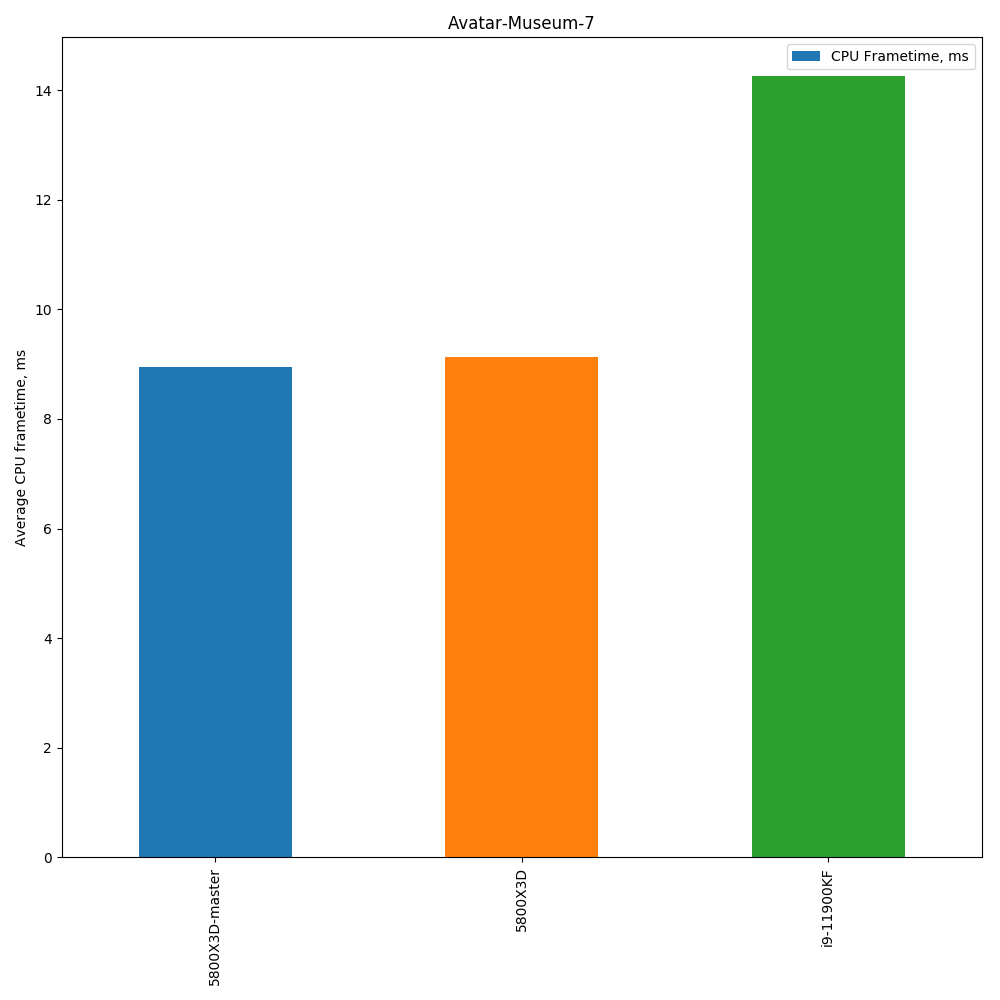 Avatar-Museum-7
CPU Frametime, ms
Average CPU frametime, ms
14
12
10
8
6
4
2
0
5800X3D-master
5800X3D
i9-11900KF